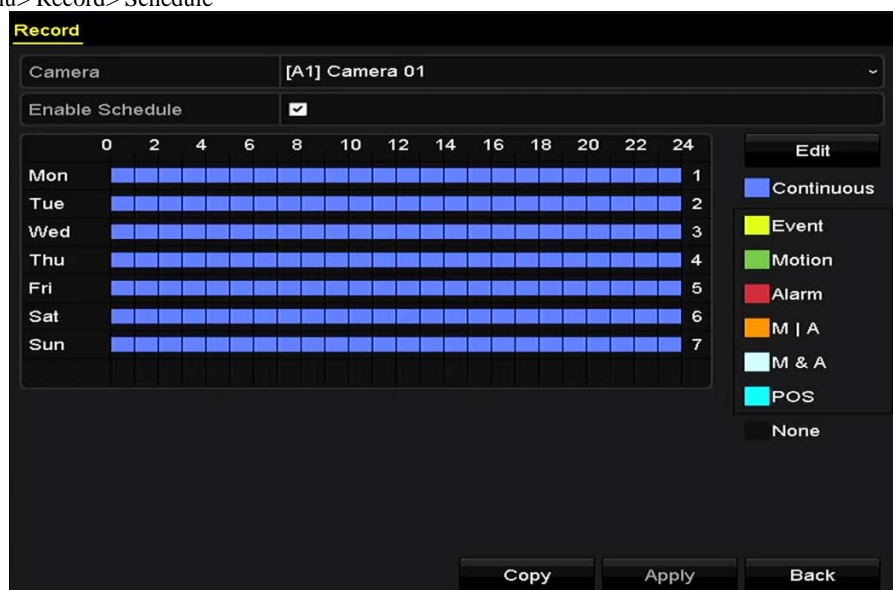 Record> Schedule
Record
Camera [A1] Camera 01
Enable Schedule
0 2 4 6 8 10 12 14 16 18 20 22 24
Edit
Mon 1
Continuous
Tue 2
Event
Wed 3
Motion
Thu 4
Alarm
Fri 5
M | A
Sat 6
M & A
Sun 7
POS
None
Copy Apply Back